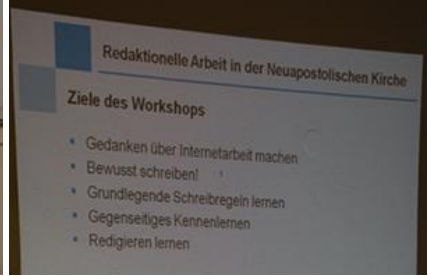 Redaktionelle Arbeit in der Neuapostolischen Kirche
Ziele des Workshops
Gedanken über Internetarbeit machen
Bewusst schreiben!
Grundlegende Schreibregeln lernen
Gegenseitiges Kennenlernen
Redigieren lernen